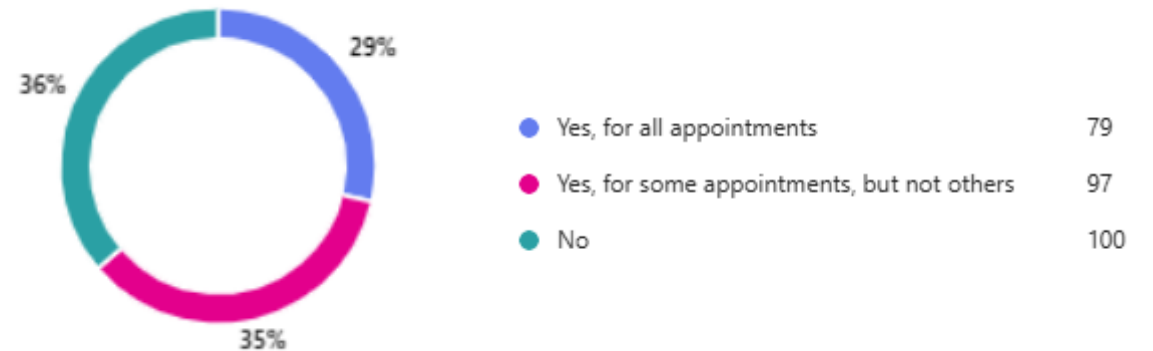 29%
36%
35%
Yes, for all appointments 79
Yes, for some appointments, but not others 97
No 100